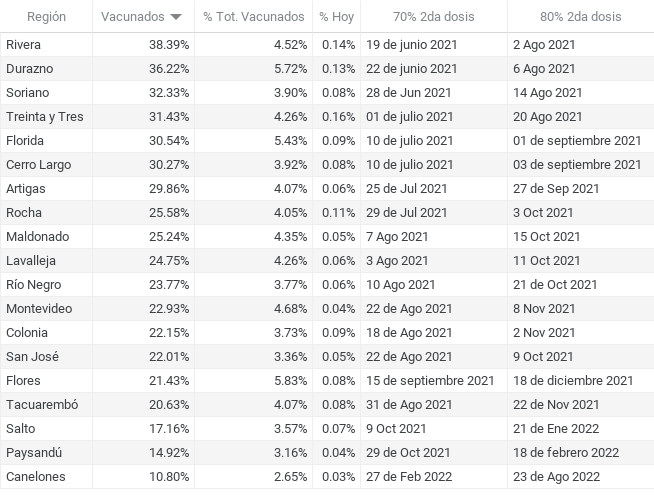 Región Vacunados % Tot. Vacunados % Hoy 70% 2da dosis 80% 2da dosis
Rivera 38.39% 4.52% 0.14% 19 de junio 2021 2 Ago 2021
Durazno 36.22% 5.72% 0.13% 22 de junio 2021 6 Ago 2021
Soriano 32.33% 3.90% 0.08% 28 de Jun 2021 14 Ago 2021
Treinta y Tres 31.43% 4.26% 0.16% 01 de julio 2021 20 Ago 2021
Florida 30.54% 5.43% 0.09% 10 de julio 2021 01 de septiembre 2021
Cerro Largo 30.27% 3.92% 0.08% 10 de julio 2021 03 de septiembre 2021
Artigas 29.86% 4.07% 0.06% 25 de Jul 2021 27 de Sep 2021
Rocha 25.58% 4.05% 0.11% 29 de Jul 2021 3 Oct 2021
Maldonado 25.24% 4.35% 0.05% 7 Ago 2021 15 Oct 2021
Lavalleja 24.75% 4.26% 0.06% 3 Ago 2021 11 Oct 2021
Río Negro 23.77% 3.77% 0.06% 10 Ago 2021 21 de Oct 2021
Montevideo 22.93% 4.68% 0.04% 22 de Ago 2021 8 Nov 2021
Colonia 22.15% 3.73% 0.09% 18 de Ago 2021 2 Nov 2021
San José 22.01% 3.36% 0.05% 22 de Ago 2021 9 Oct 2021
Flores 21.43% 5.83% 0.08% 15 de septiembre 2021 18 de diciembre 2021
Tacuarembó 20.63% 4.07% 0.08% 31 de Ago 2021 22 de Nov 2021
Salto 17.16% 3.57% 0.07% 9 Oct 2021 21 de Ene 2022
Paysandú 14.92% 3.16% 0.04% 29 de Oct 2021 18 de febrero 2022
Canelones 10.80% 2.65% 0.03% 27 de Feb 2022 23 de Ago 2022